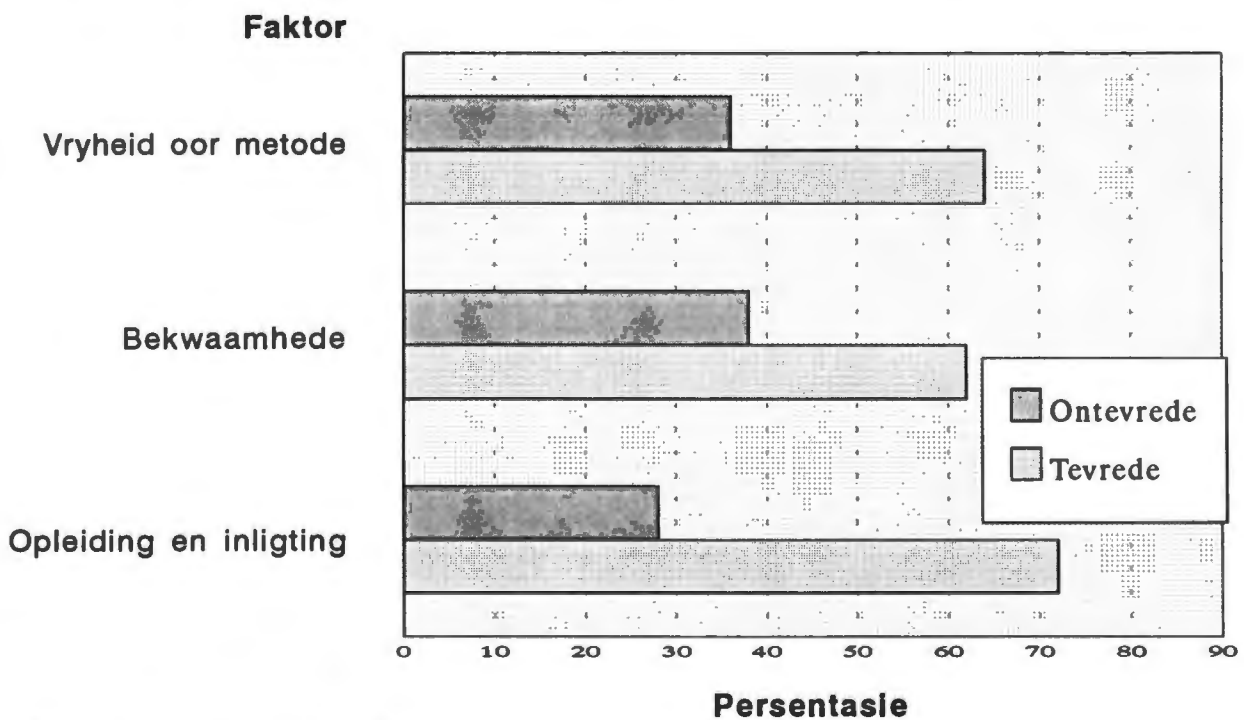 Faktor
Vryheid oor metode
Bekwaamhede
Opleiding en inligting
Ontevrede
Tevrede
0 10 20 30 40 50 60 70 80 90
Persentasie